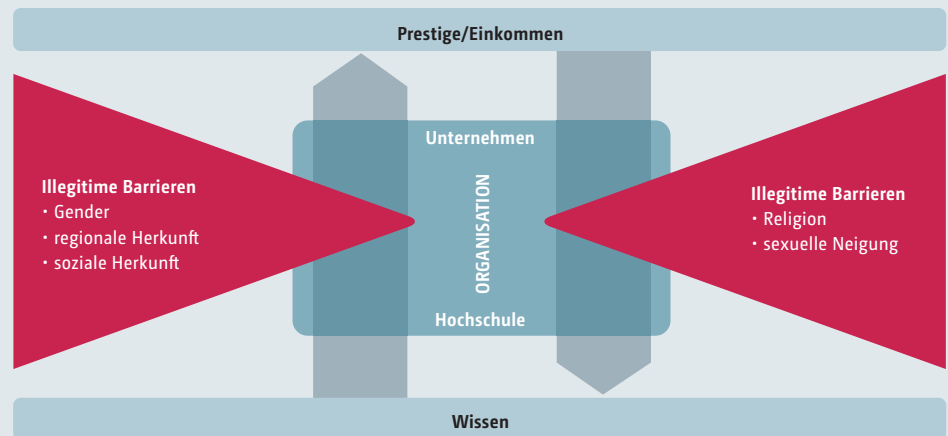 Prestige/Einkommen
Unternehmen
Illegitime Barrieren
· Gender
· regionale Herkunft
· soziale Herkunft
ORGANISATION
Illegitime Barrieren
· Religion
· sexuelle Neigung
Hochschule
Wissen